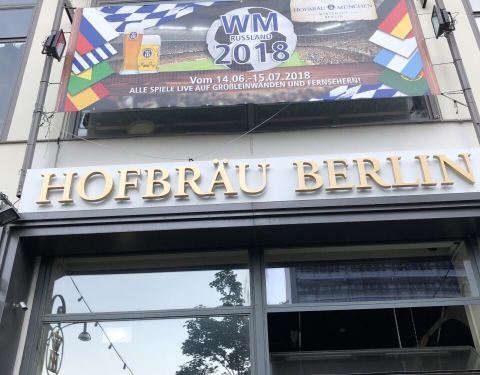 WM
RUSSLAND
2018
HOFBRÄU MÜNCHEN
BERLIN
Vom 14.06.-15.07.2018
ALLE SPIELE LIVE AUF GROßLEINWÄNDEN UND FERNSEHERN!
HOFBRÄU BERLIN